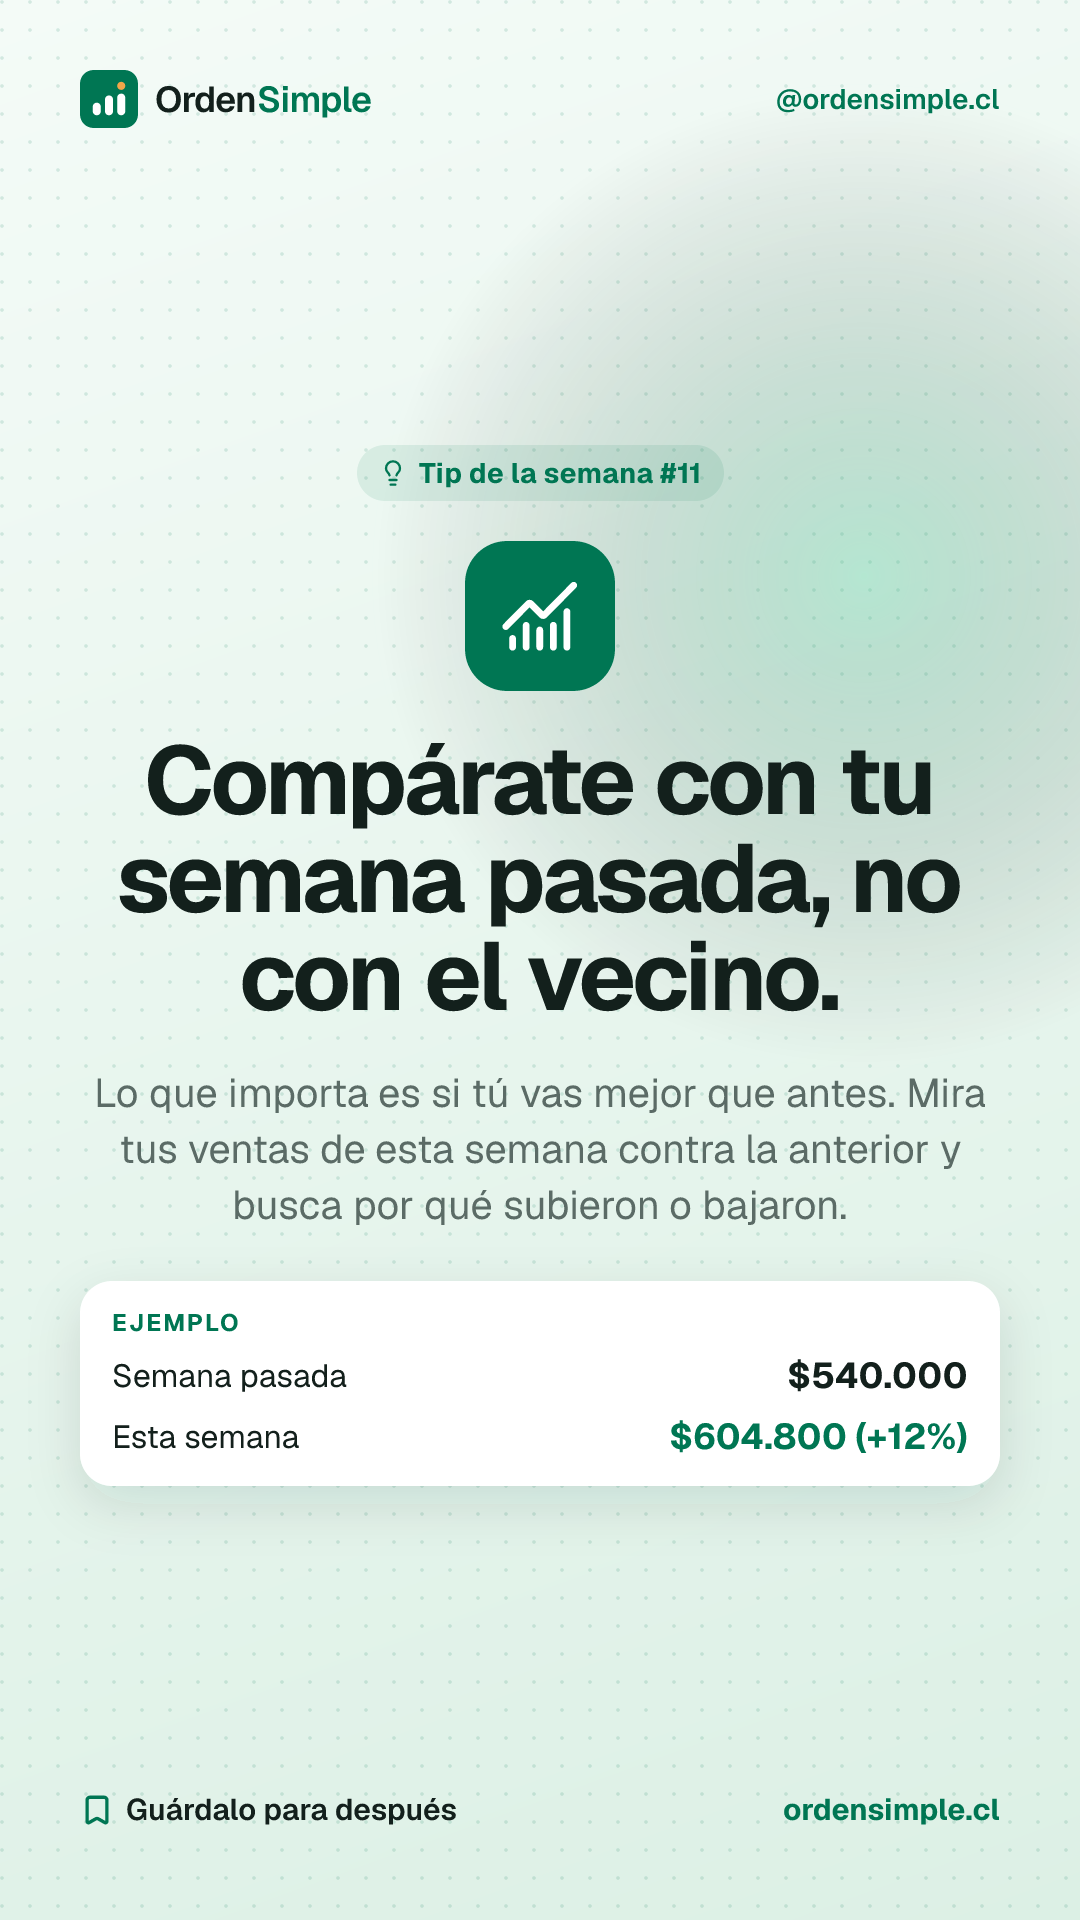 OrdenSimple
@ordensimple.cl
Tip de la semana #11
Compárate con tu
semana pasada, no
con el vecino.
Lo que importa es si tú vas mejor que antes. Mira
tus ventas de esta semana contra la anterior y
busca por qué subieron o bajaron.
EJEMPLO
Semana pasada $540.000
Esta semana $604.800 (+12%)
Guárdalo para después
ordensimple.cl